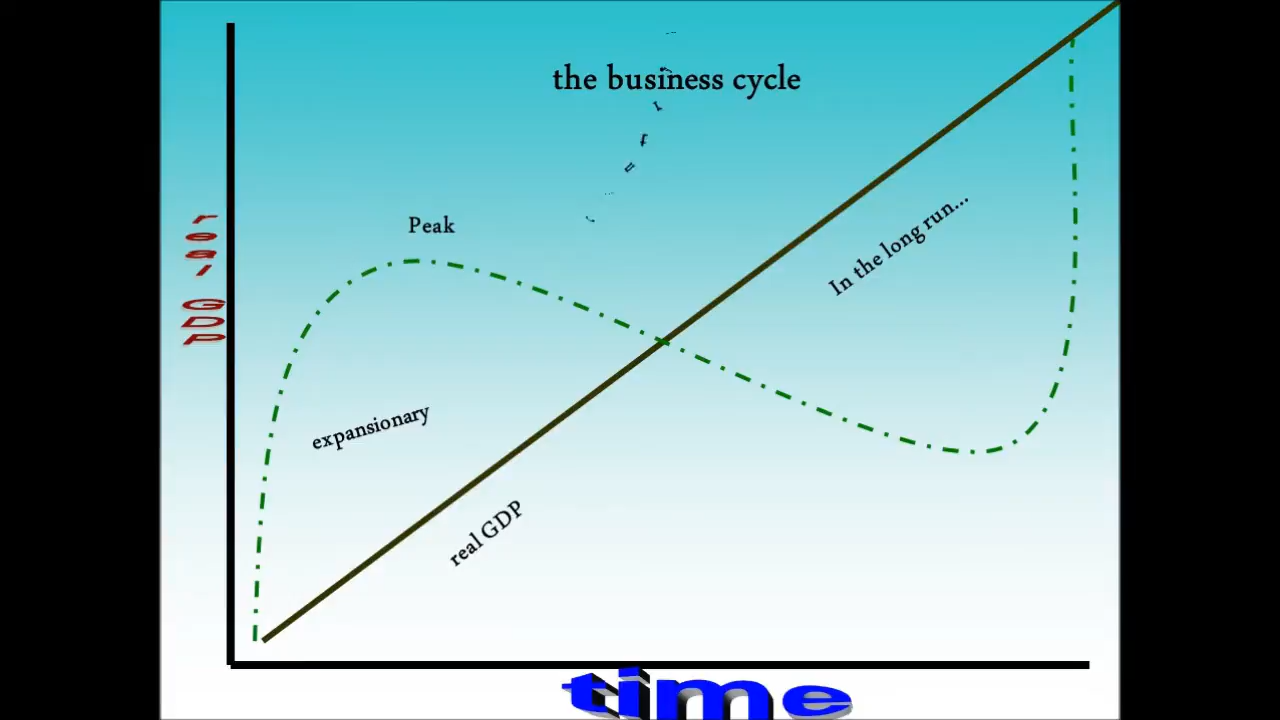 the business cycle
Peak
In the long run...
real GDP
expansionary
real GDP
time